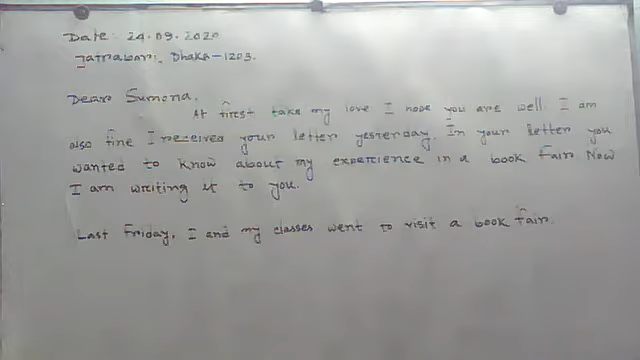 Date: 24.09.2020
Jatrabari, Dhaka-1203.
Dear Sumona.
At first take my love I hope you are well I am
also fine I received your letter yesterday. In your letter you
wanted to know about my experience in a book Fair Now
I am writing it to you.
Last Friday, I and my classes went to visit a book fair.